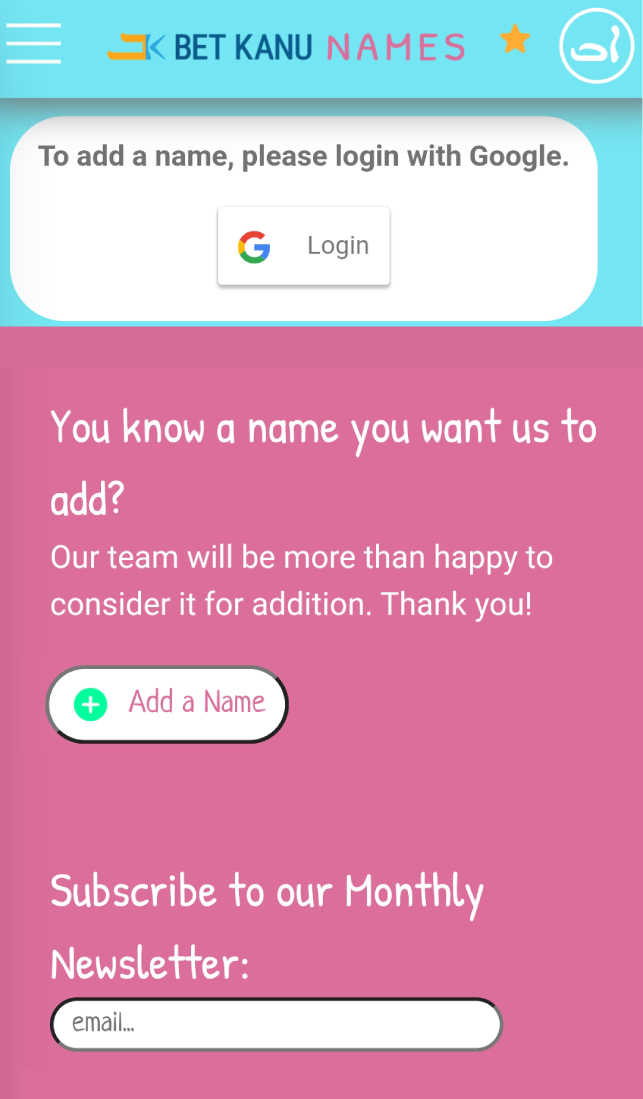 BET KANU NAMES
To add a name, please login with Google.
Login
You know a name you want us to
add?
Our team will be more than happy to
consider it for addition. Thank you!
Add a Name
Subscribe to our Monthly
Newsletter:
email...